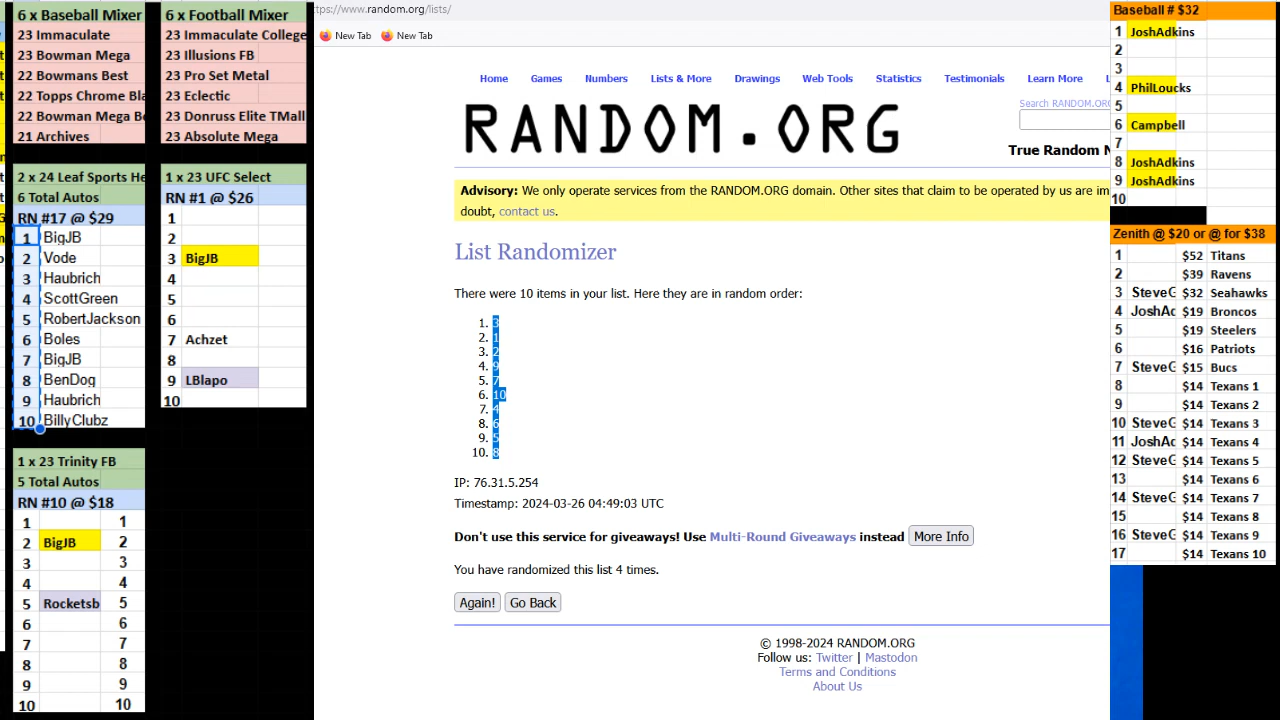 6 x Baseball Mixer
23 Immaculate
23 Bowman Mega
22 Bowmans Best
22 Topps Chrome Bla
22 Bowman Mega Bo
21 Archives
6 x Football Mixer
23 Immaculate College
23 Illusions FB
23 Pro Set Metal
23 Eclectic
23 Donruss Elite TMall
23 Absolute Mega
2 x 24 Leaf Sports He
6 Total Autos
RN #17 @ $29
1 BigJB
2 Vode
3 Haubrich
4 ScottGreen
5 RobertJackson
6 Boles
7 BigJB
8 BenDog
9 Haubrich
10 BillyClubz
1 x 23 UFC Select
RN #1 @ $26
1
2
3 BigJB
4
5
6
7 Achzet
8
9 LBlapo
10
1 x 23 Trinity FB
5 Total Autos
RN #10 @ $18
1 1
2 BigJB 2
3 3
4 4
5 Rocketsb 5
6 6
7 7
8 8
9 9
10 10
tps://www.random.org/lists/
New Tab New Tab
Home Games Numbers Lists & More Drawings Web Tools Statistics Testimonials Learn More L
Search RANDOM.ORG
RANDOM.ORG
True Random N
Advisory: We only operate services from the RANDOM.ORG domain. Other sites that claim to be operated by us are im
doubt, contact us.
List Randomizer
There were 10 items in your list. Here they are in random order:
1. 3
2. 1
3. 2
4. 9
5. 7
6. 10
7. 4
8. 6
9. 5
10. 8
IP: 76.31.5.254
Timestamp: 2024-03-26 04:49:03 UTC
Don't use this service for giveaways! Use Multi-Round Giveaways instead More Info
You have randomized this list 4 times.
Again! Go Back
© 1998-2024 RANDOM.ORG
Follow us: Twitter | Mastodon
Terms and Conditions
About Us
Baseball # $32
1 JoshAdkins
2
3
4 PhilLoucks
5
6 Campbell
7
8 JoshAdkins
9 JoshAdkins
10
Zenith @ $20 or @ for $38
1 $52 Titans
2 $39 Ravens
3 SteveG $32 Seahawks
4 JoshAd $19 Broncos
5 $19 Steelers
6 $16 Patriots
7 SteveG $15 Bucs
8 $14 Texans 1
9 $14 Texans 2
10 SteveG $14 Texans 3
11 JoshAd $14 Texans 4
12 SteveG $14 Texans 5
13 $14 Texans 6
14 SteveG $14 Texans 7
15 $14 Texans 8
16 SteveG $14 Texans 9
17 $14 Texans 10